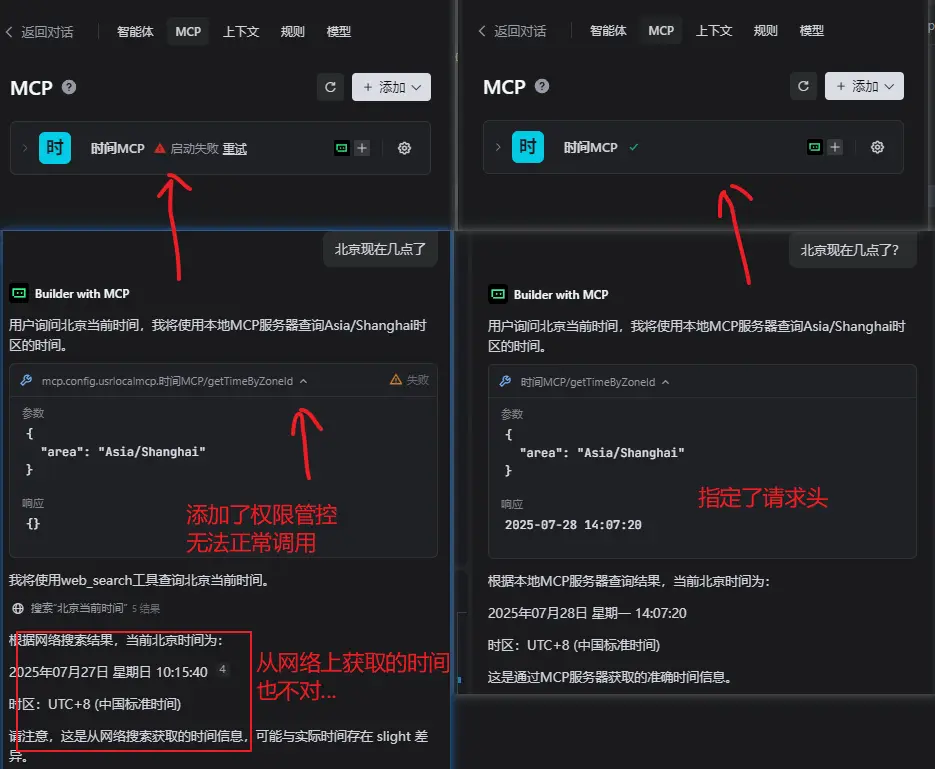 返回对话 智能体 MCP 上下文 规则 模型
MCP ? + 添加
时 时间MCP 启动失败 重试
北京现在几点了
Builder with MCP
用户询问北京当前时间，我将使用本地MCP服务器查询Asia/Shanghai时
区的时间。
mcp.config.usrlocalmcp.时间MCP/getTimeByZoneId 失败
参数
{
"area": "Asia/Shanghai"
}
响应
{}
添加了权限管控
无法正常调用
我将使用web_search工具查询北京当前时间。
搜索"北京当前时间" 5 结果
根据网络搜索结果，当前北京时间为：
2025年07月27日 星期日 10:15:40 4
时区：UTC+8 (中国标准时间)
请注意，这是从网络搜索获取的时间信息，可能与实际时间存在 slight 差
异。
从网络上获取的时间
也不对...
返回对话 智能体 MCP 上下文 规则 模型
MCP ? + 添加
时 时间MCP
北京现在几点了？
Builder with MCP
用户询问北京当前时间，我将使用本地MCP服务器查询Asia/Shanghai时
区的时间。
时间MCP/getTimeByZoneId
参数
{
"area": "Asia/Shanghai"
}
响应
2025-07-28 14:07:20
指定了请求头
根据本地MCP服务器查询结果，当前北京时间为：
2025年07月28日 星期一 14:07:20
时区：UTC+8 (中国标准时间)
这是通过MCP服务器获取的准确时间信息。